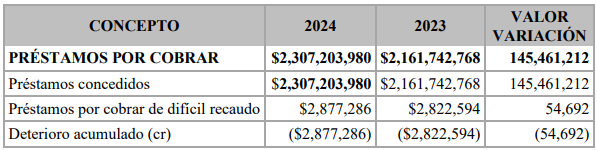 CONCEPTO 2024 2023 VALOR VARIACIÓN
PRÉSTAMOS POR COBRAR $2,307,203,980 $2,161,742,768 145,461,212
Préstamos concedidos $2,307,203,980 $2,161,742,768 145,461,212
Préstamos por cobrar de difícil recaudo $2,877,286 $2,822,594 54,692
Deterioro acumulado (cr) ($2,877,286) ($2,822,594) (54,692)